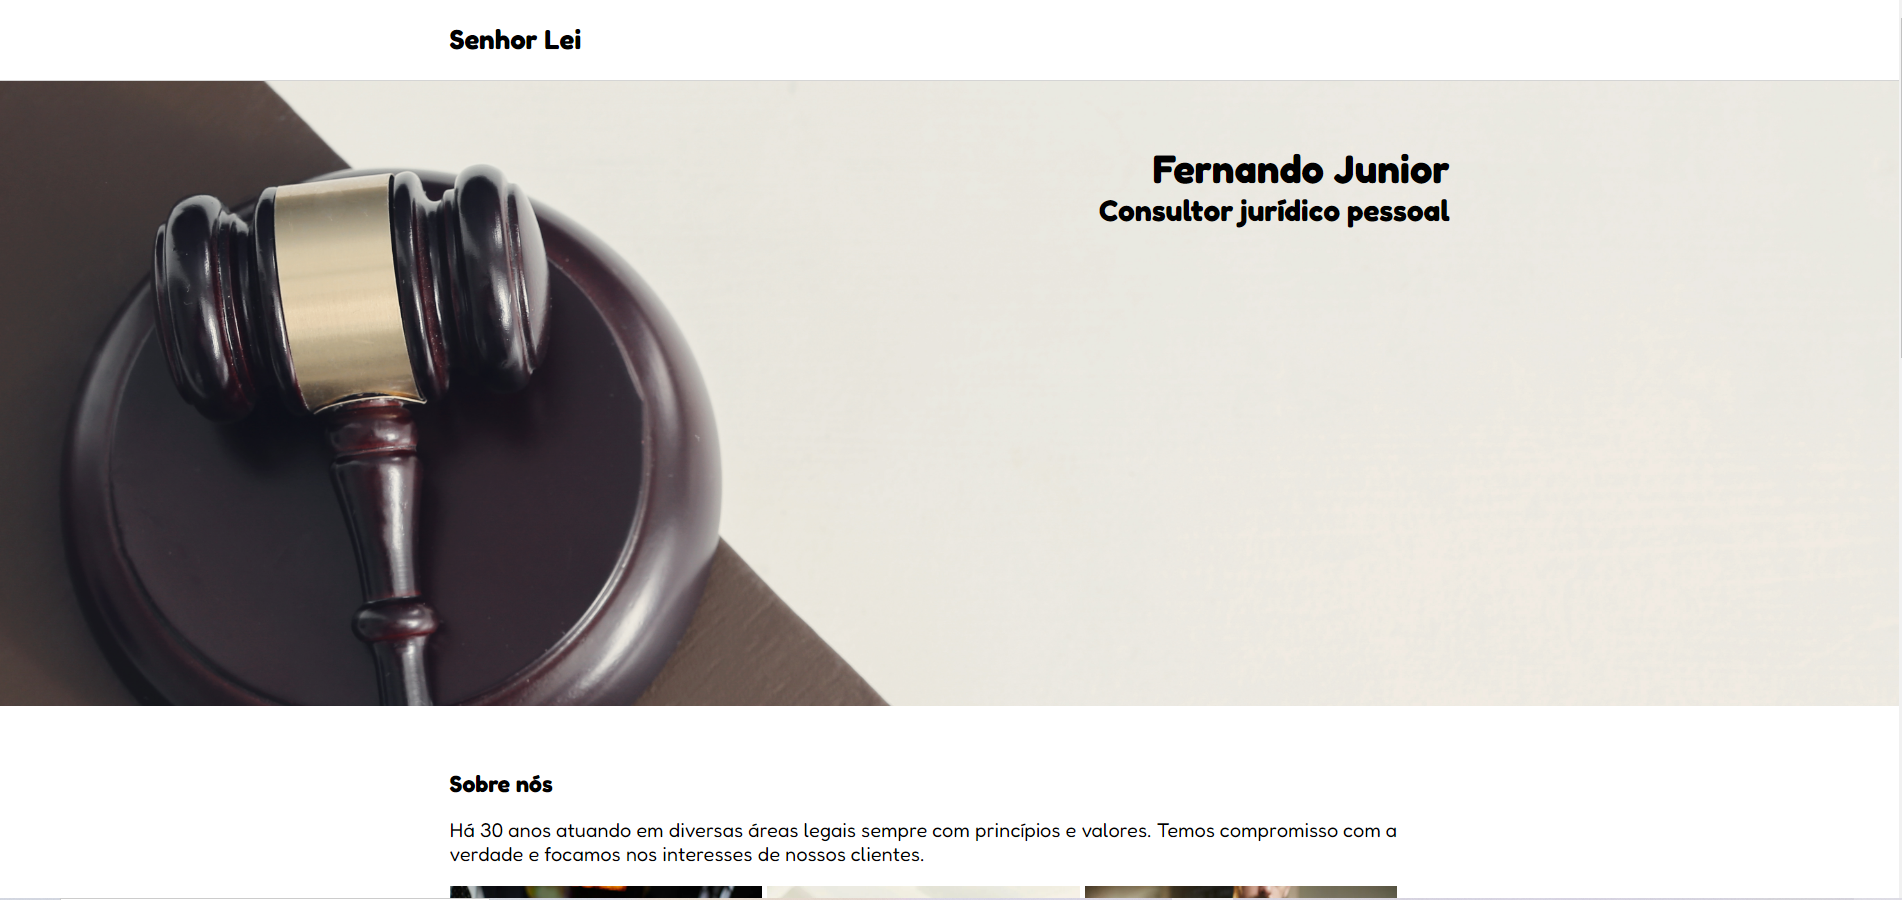 Senhor Lei
Fernando Junior
Consultor jurídico pessoal
Sobre nós
Há 30 anos atuando em diversas áreas legais sempre com princípios e valores. Temos compromisso com a
verdade e focamos nos interesses de nossos clientes.